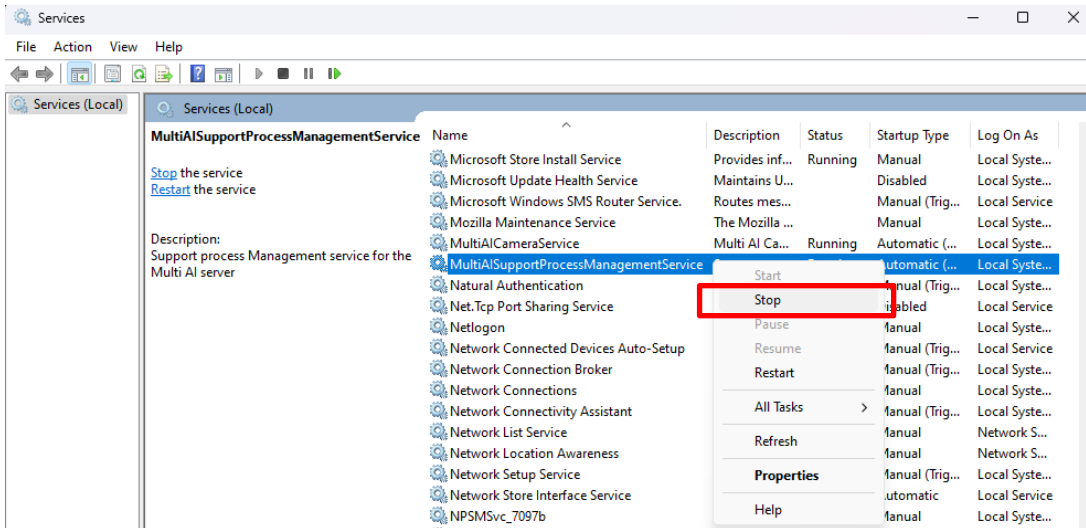 Services
File Action View Help
Services (Local)
Services (Local)
MultiAISupportProcessManagementService
Stop the service
Restart the service
Description:
Support process Management service for the
Multi AI server
Name Description Status Startup Type Log On As
Microsoft Store Install Service Provides inf... Running Manual Local Syste...
Microsoft Update Health Service Maintains U... Disabled Local Syste...
Microsoft Windows SMS Router Service. Routes mes... Manual (Trig... Local Service
Mozilla Maintenance Service The Mozilla ... Manual Local Syste...
MultiAICameraService Multi AI Ca... Running Automatic (... Local Syste...
MultiAISupportProcessManagementService Local Syste...
Natural Authentication Local Syste...
Net.Tcp Port Sharing Service Local Service
Netlogon Local Syste...
Network Connected Devices Auto-Setup Local Service
Network Connection Broker Local Syste...
Network Connections Local Syste...
Network Connectivity Assistant Local Syste...
Network List Service Network S...
Network Location Awareness Network S...
Network Setup Service Local Syste...
Network Store Interface Service Local Service
NPSMSvc_7097b Local Syste...
Start
Stop
Pause
Resume
Restart
All Tasks
Refresh
Properties
Help